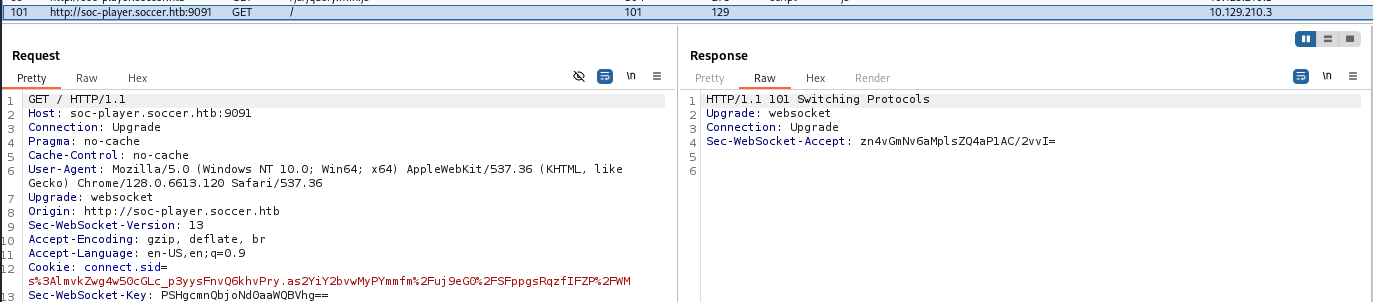 101 http://soc-player.soccer.htb:9091 GET / 101 129 10.129.210.3
Request
Pretty Raw Hex \n
1 GET / HTTP/1.1
2 Host: soc-player.soccer.htb:9091
3 Connection: Upgrade
4 Pragma: no-cache
5 Cache-Control: no-cache
6 User-Agent: Mozilla/5.0 (Windows NT 10.0; Win64; x64) AppleWebKit/537.36 (KHTML, like
Gecko) Chrome/128.0.6613.120 Safari/537.36
7 Upgrade: websocket
8 Origin: http://soc-player.soccer.htb
9 Sec-WebSocket-Version: 13
10 Accept-Encoding: gzip, deflate, br
11 Accept-Language: en-US,en;q=0.9
12 Cookie: connect.sid=
s%3AlmvkZwg4w50cGLc_p3yysFnvQ6khvPry.as2YiY2bvwMyPYmmfm%2Fuj9eG0%2FSFppgsRqzfIFZP%2FWM
13 Sec-WebSocket-Key: PSHgcmnQbjoNd0aaWQBVhg==
Response
Pretty Raw Hex Render \n
1 HTTP/1.1 101 Switching Protocols
2 Upgrade: websocket
3 Connection: Upgrade
4 Sec-WebSocket-Accept: zn4vGmNv6aMplsZQ4aPlAC/2vvI=
5
6